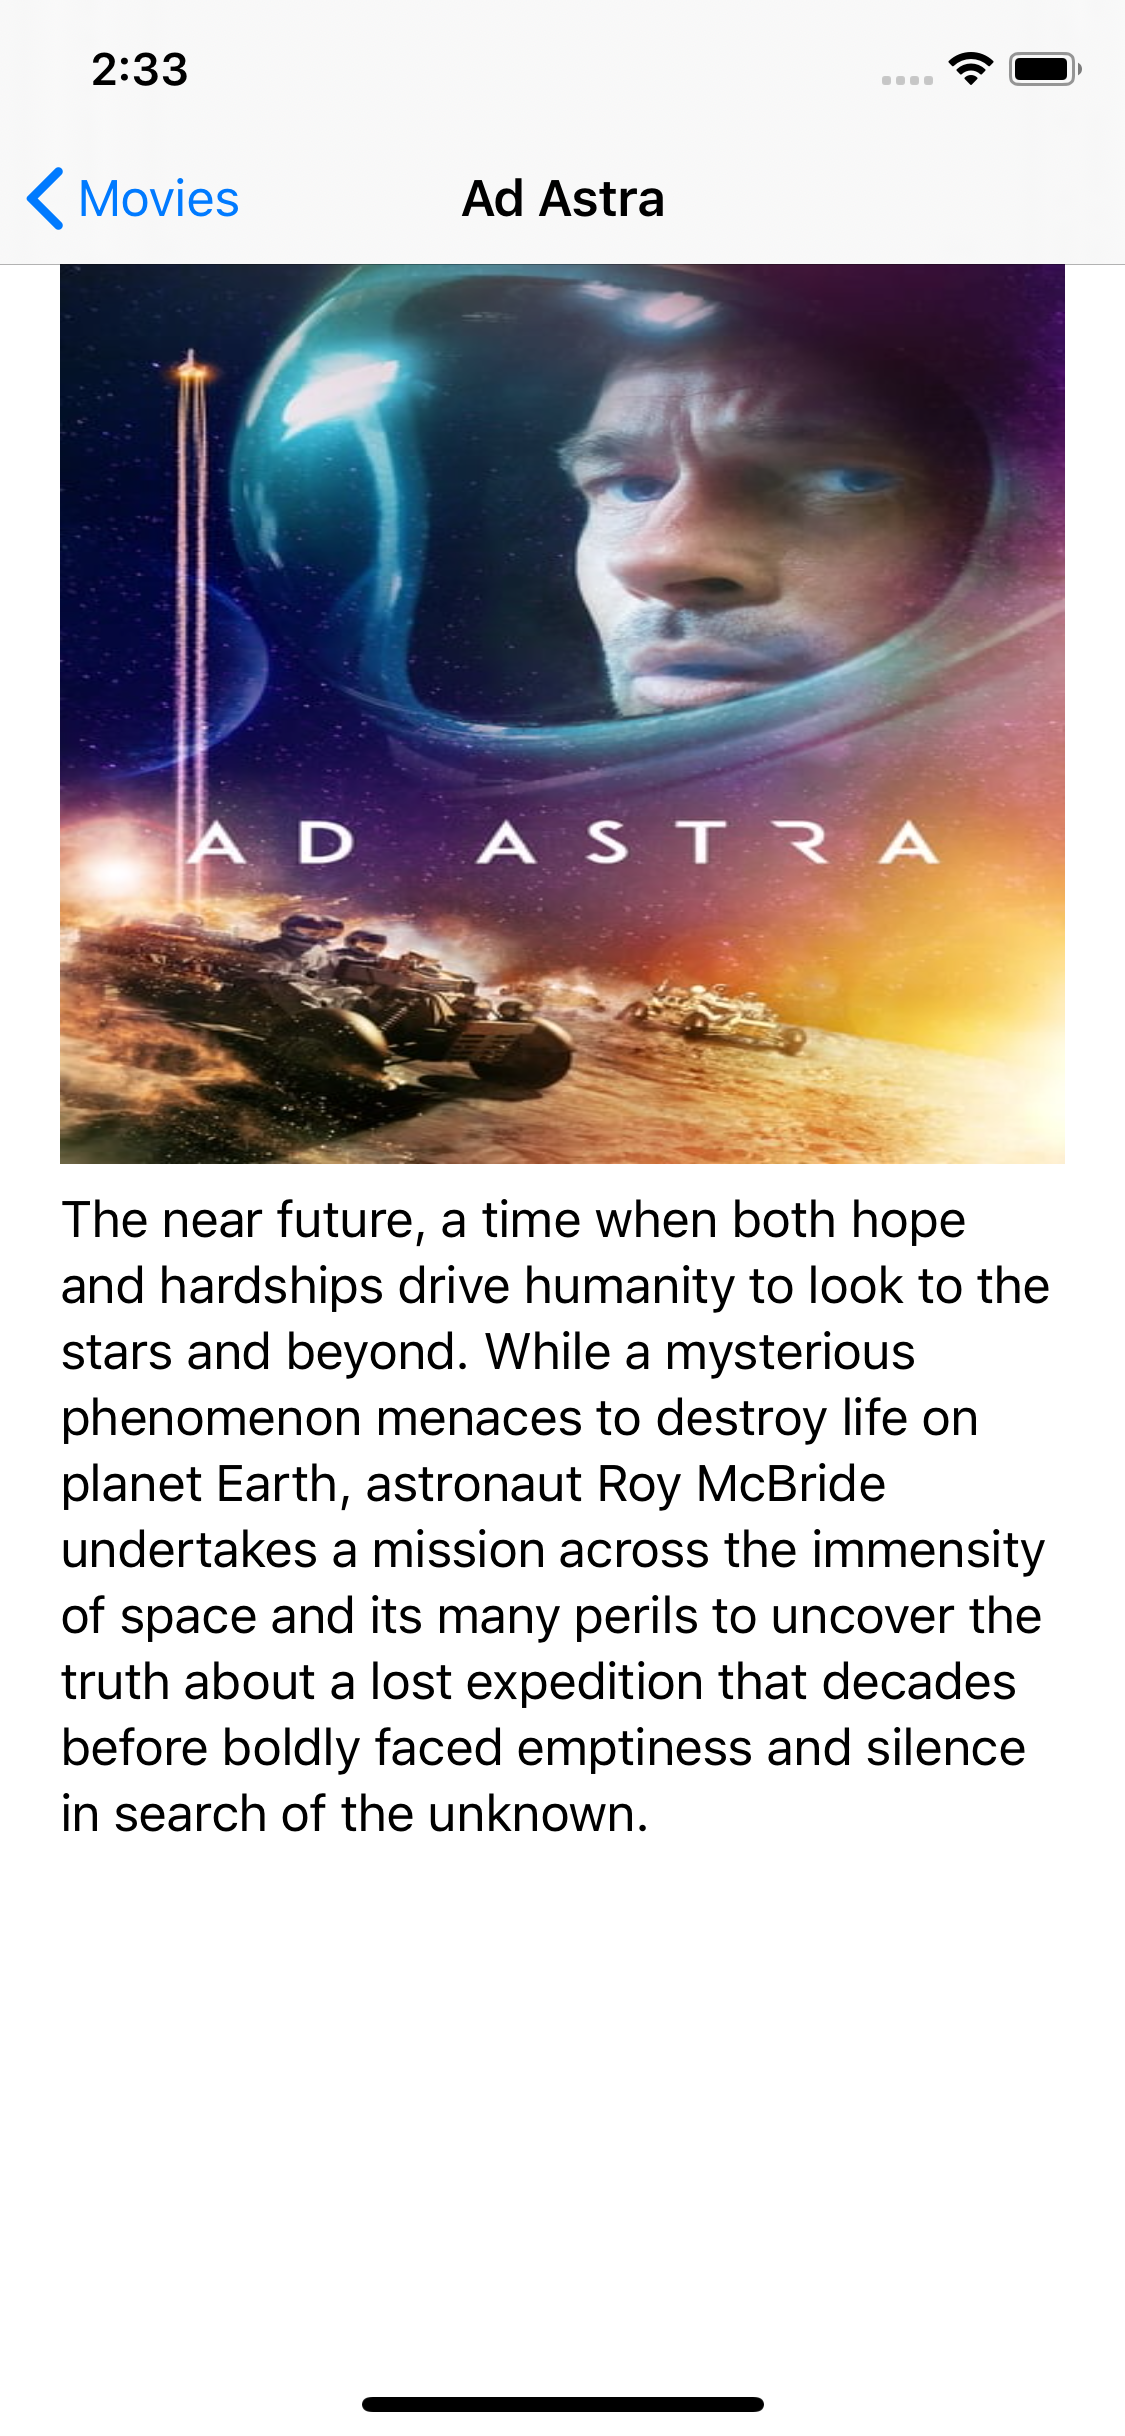 2:33
Movies
Ad Astra
AD ASTRA
The near future, a time when both hope
and hardships drive humanity to look to the
stars and beyond. While a mysterious
phenomenon menaces to destroy life on
planet Earth, astronaut Roy McBride
undertakes a mission across the immensity
of space and its many perils to uncover the
truth about a lost expedition that decades
before boldly faced emptiness and silence
in search of the unknown.